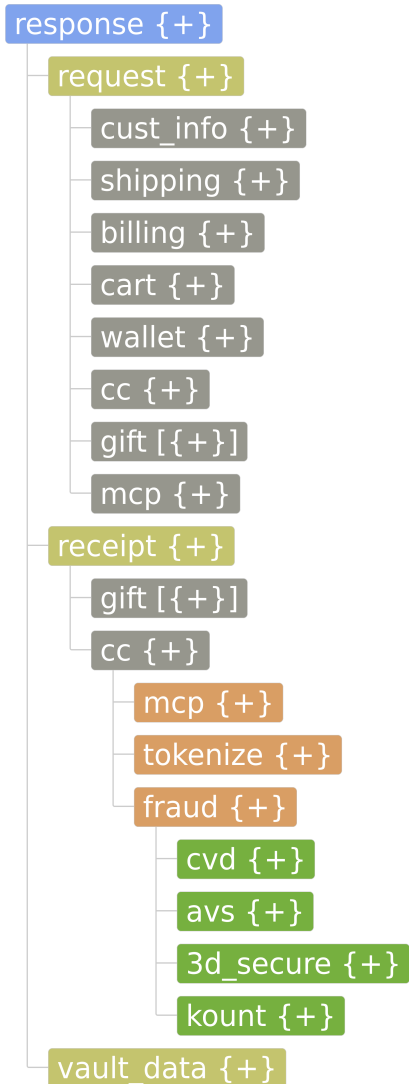 response {+}
request {+}
cust_info {+}
shipping {+}
billing {+}
cart {+}
wallet {+}
cc {+}
gift [{+}]
mcp {+}
receipt {+}
gift [{+}]
cc {+}
mcp {+}
tokenize {+}
fraud {+}
cvd {+}
avs {+}
3d_secure {+}
kount {+}
vault_data {+}